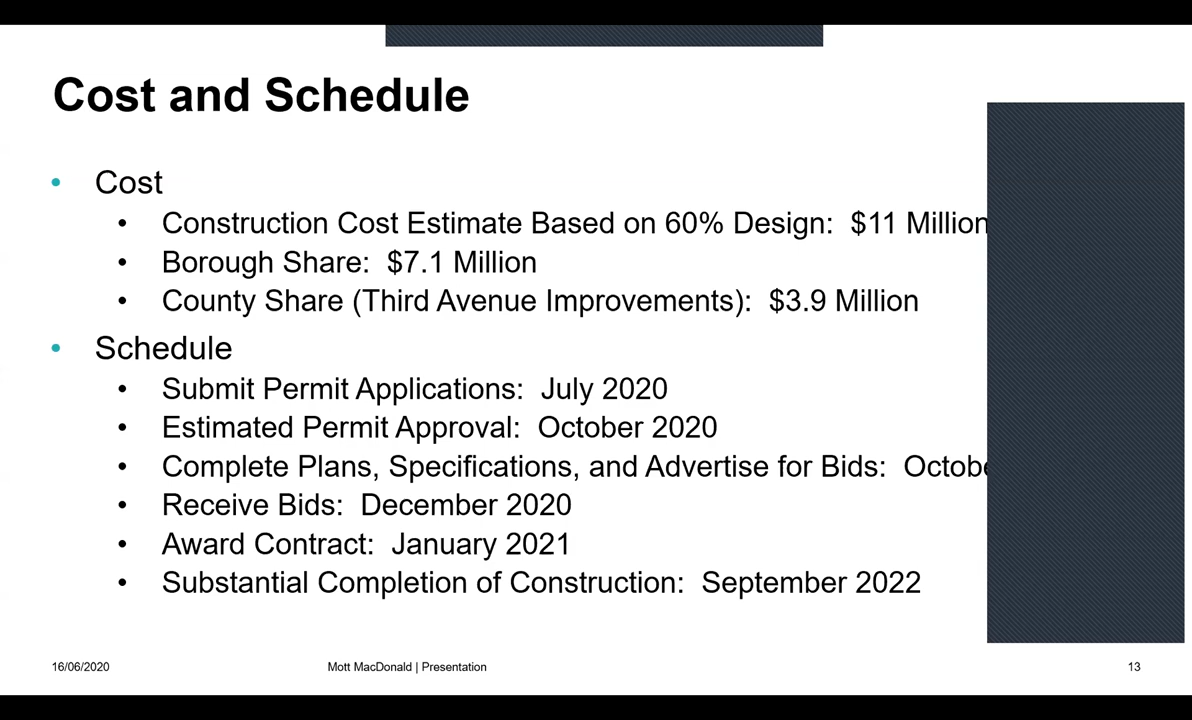 Cost and Schedule
• Cost
• Construction Cost Estimate Based on 60% Design: $11 Million
• Borough Share: $7.1 Million
• County Share (Third Avenue Improvements): $3.9 Million
• Schedule
• Submit Permit Applications: July 2020
• Estimated Permit Approval: October 2020
• Complete Plans, Specifications, and Advertise for Bids:
• Receive Bids: December 2020
• Award Contract: January 2021
• Substantial Completion of Construction: September 2022
16/06/2020
Mott MacDonald | Presentation
13